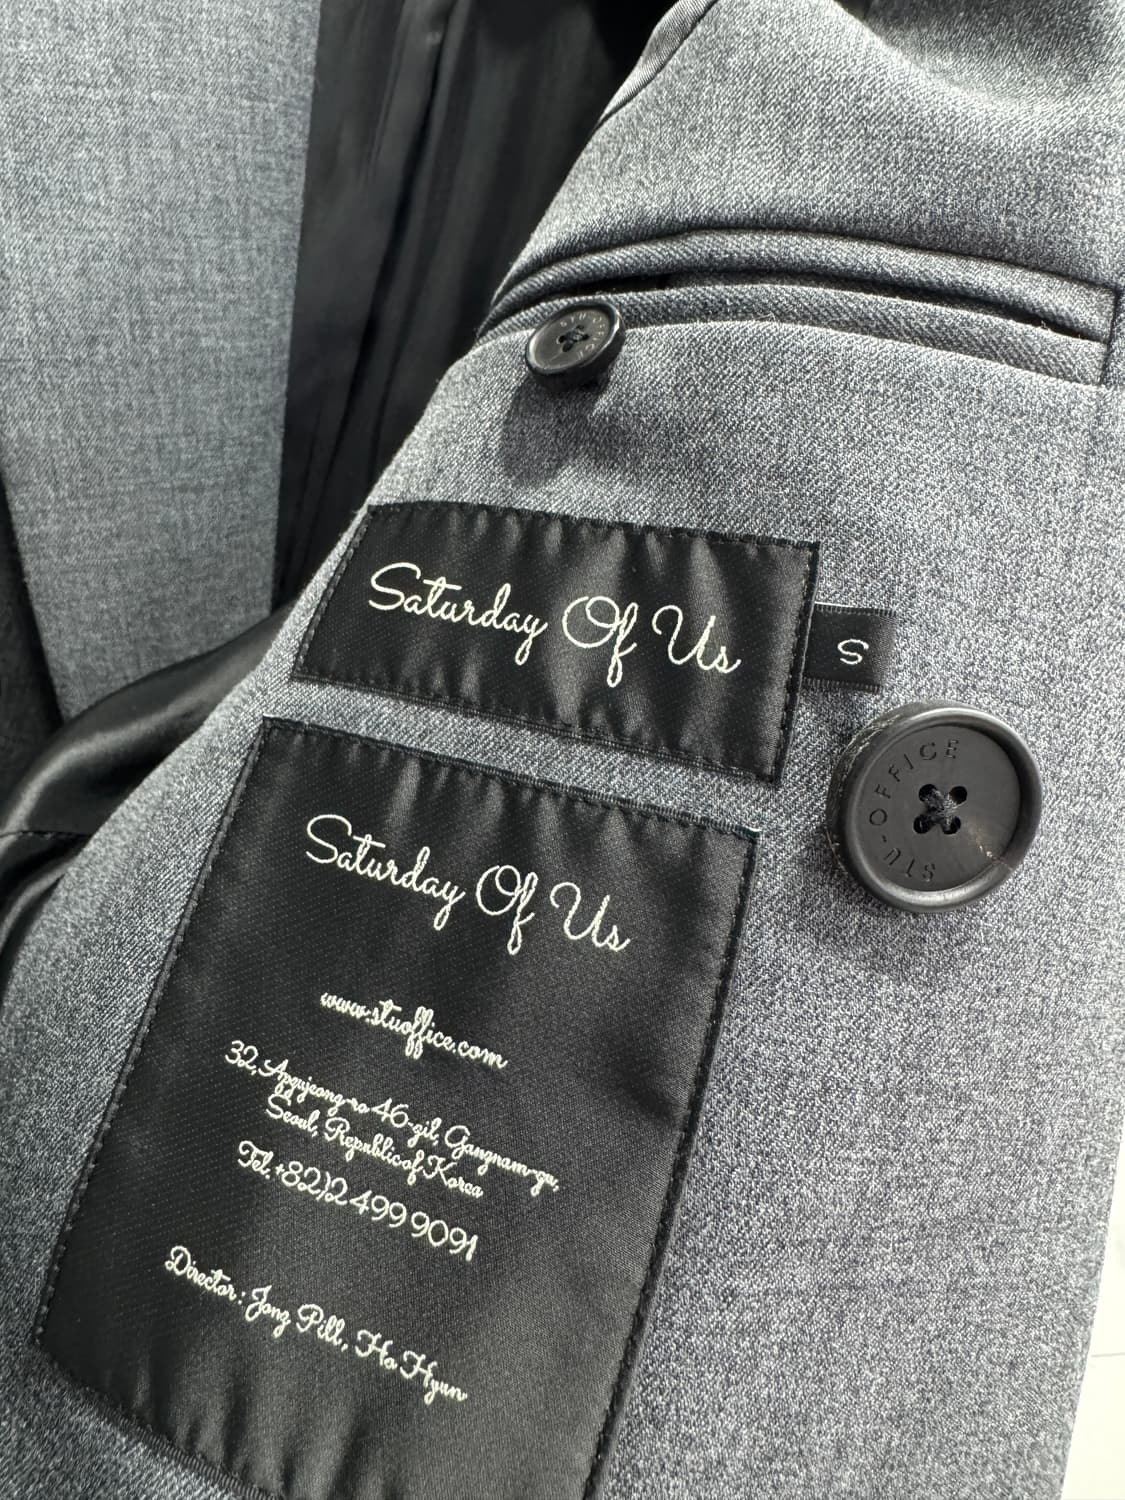 Saturday Of Us
S
STU-OFFICE
Saturday Of Us
www.stuoffice.com
32, Apgujeong-ro 46-gil, Gangnam-gu,
Seoul, Republic of Korea
Tel. +82)2 499 9091
Director : Jong Pill, Ho Hyun